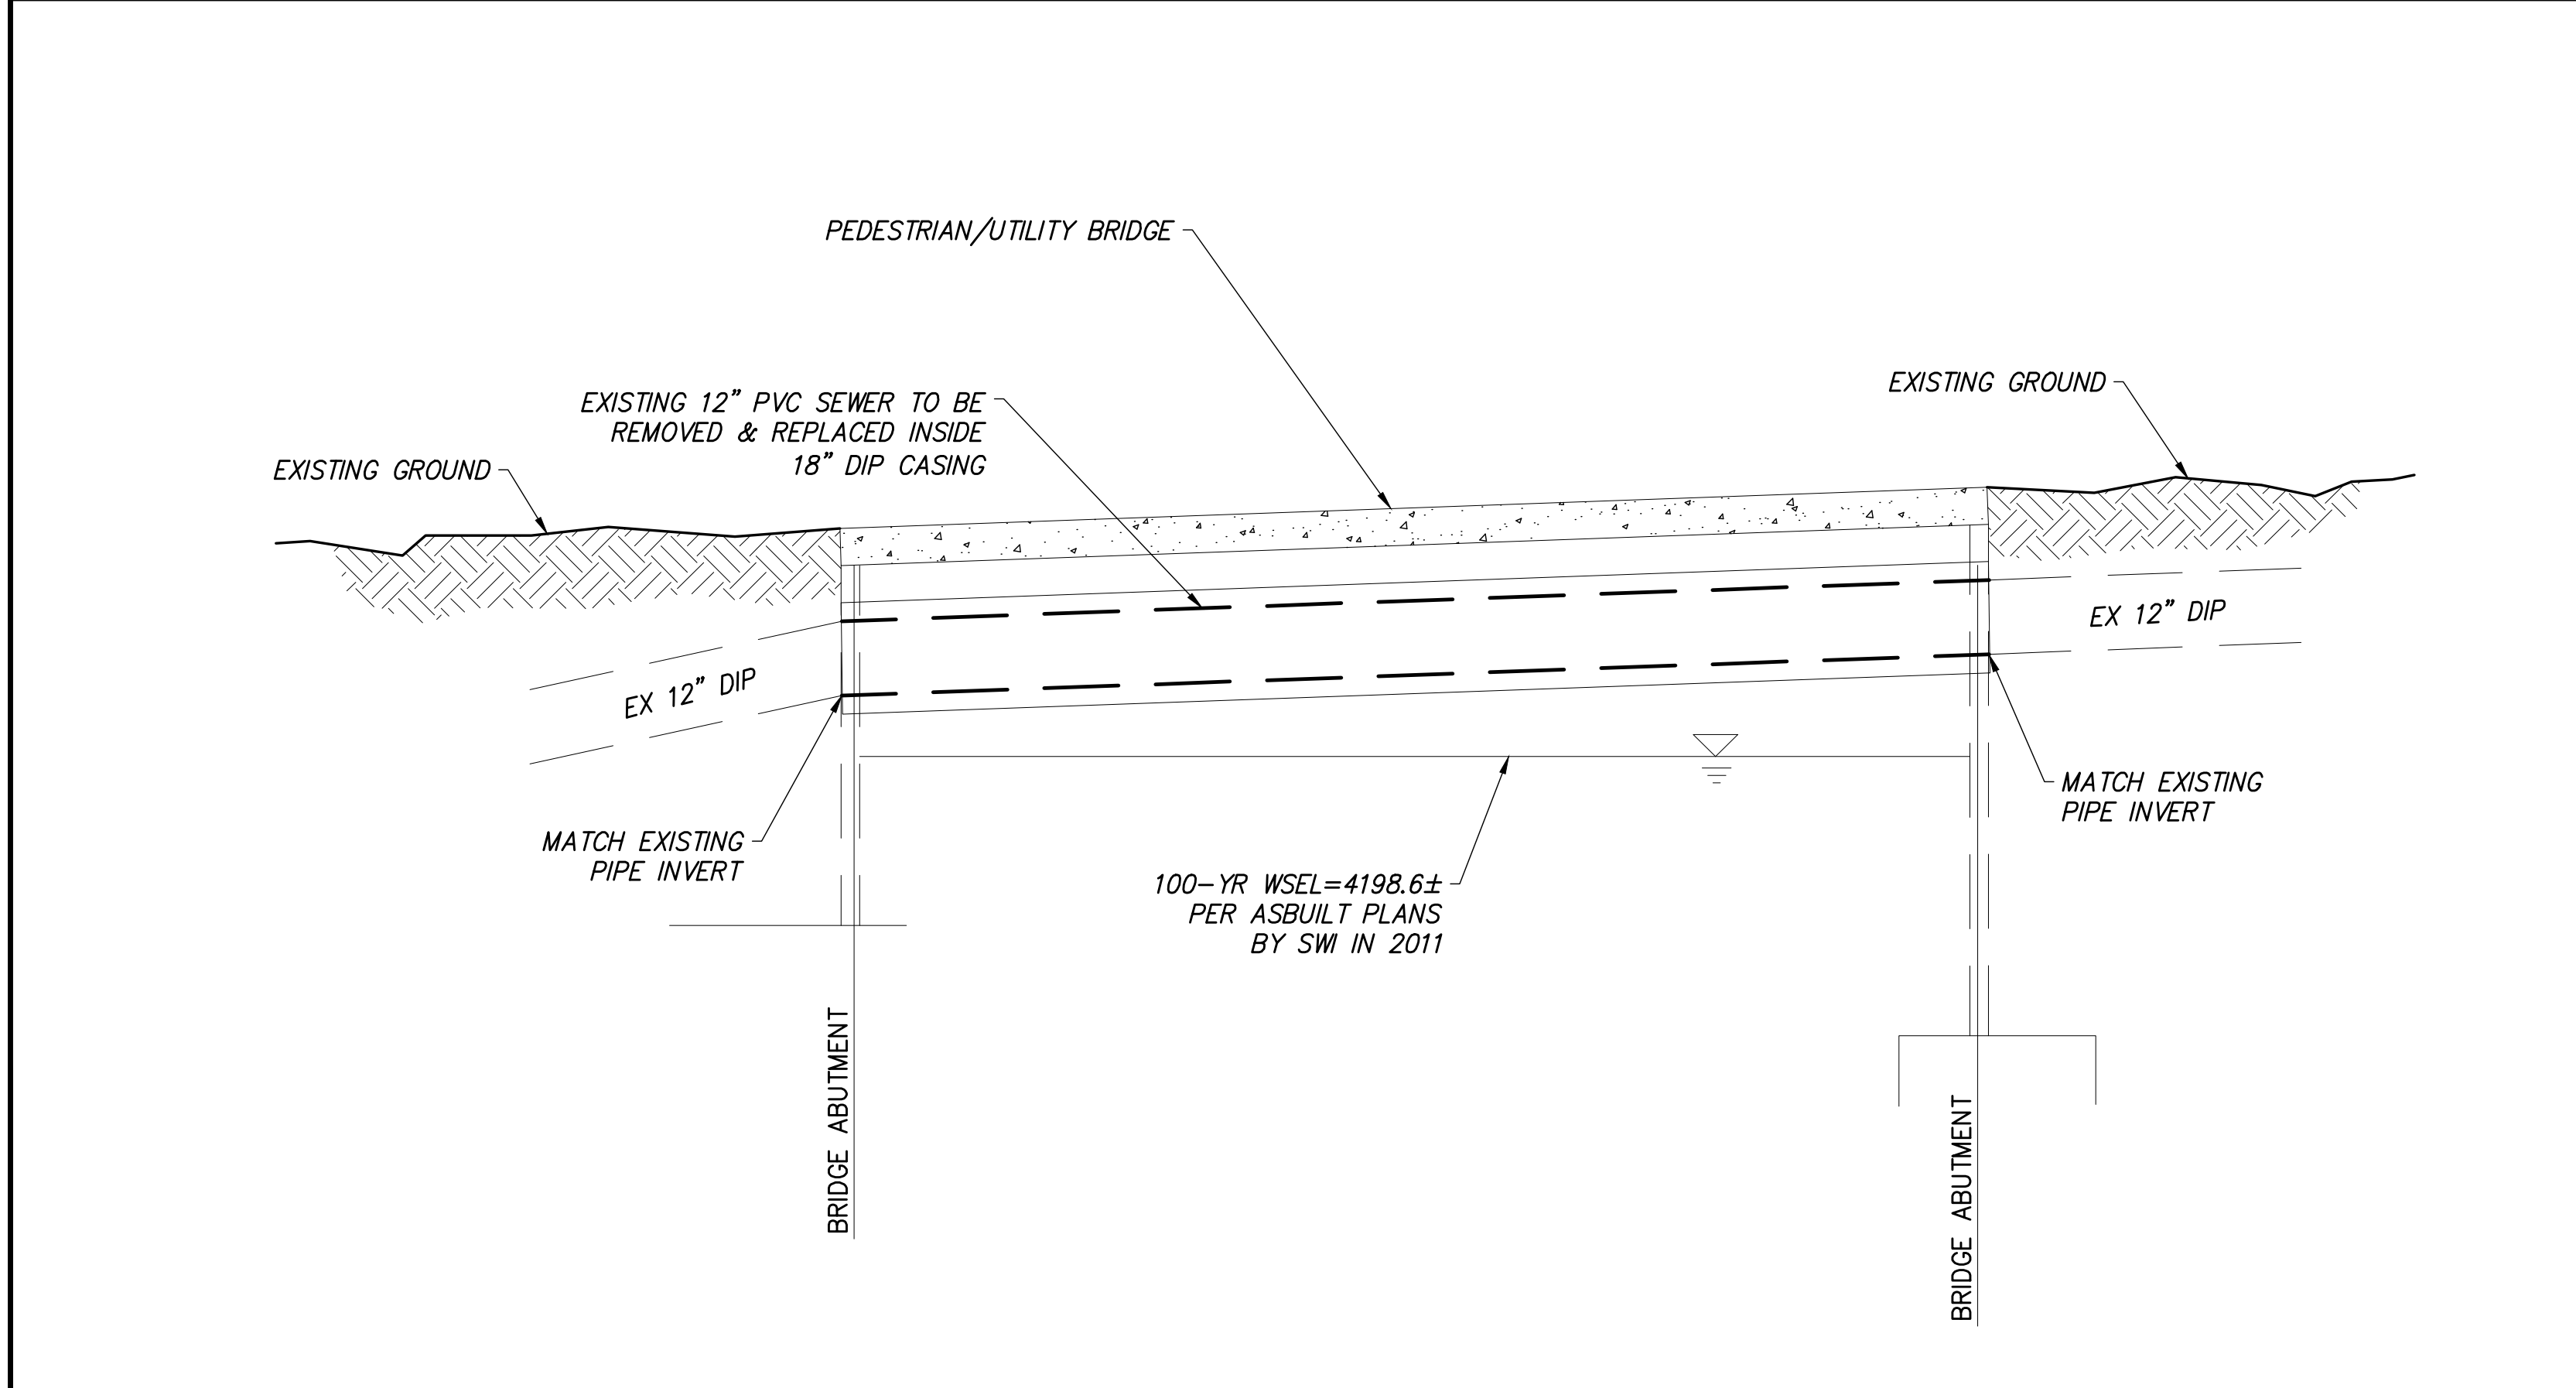 PEDESTRIAN/UTILITY BRIDGE
EXISTING 12” PVC SEWER TO BE
REMOVED & REPLACED INSIDE
18” DIP CASING
EXISTING GROUND
EXISTING GROUND
EX 12” DIP
EX 12” DIP
MATCH EXISTING
PIPE INVERT
MATCH EXISTING
PIPE INVERT
100-YR WSEL=4198.6±
PER ASBUILT PLANS
BY SWI IN 2011
BRIDGE ABUTMENT
BRIDGE ABUTMENT